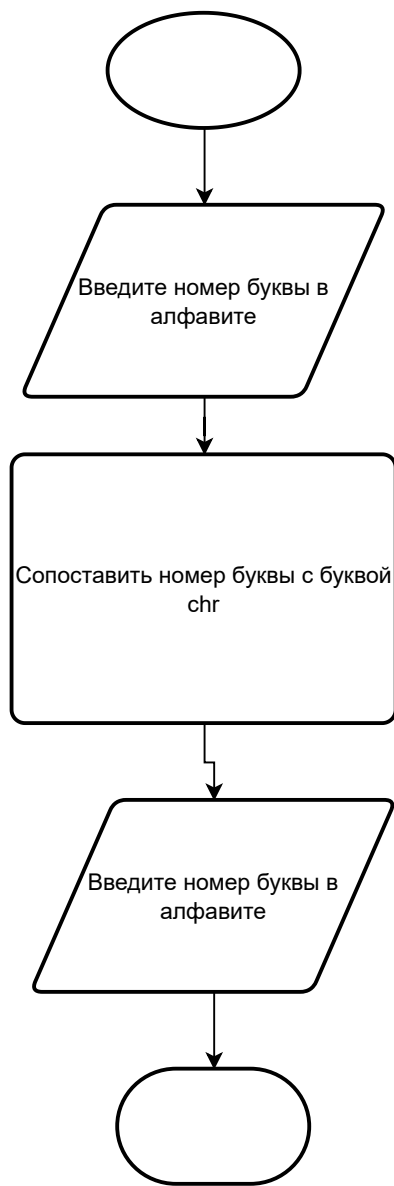 Введите номер буквы в
алфавите
Сопоставить номер буквы с буквой
chr
Введите номер буквы в
алфавите